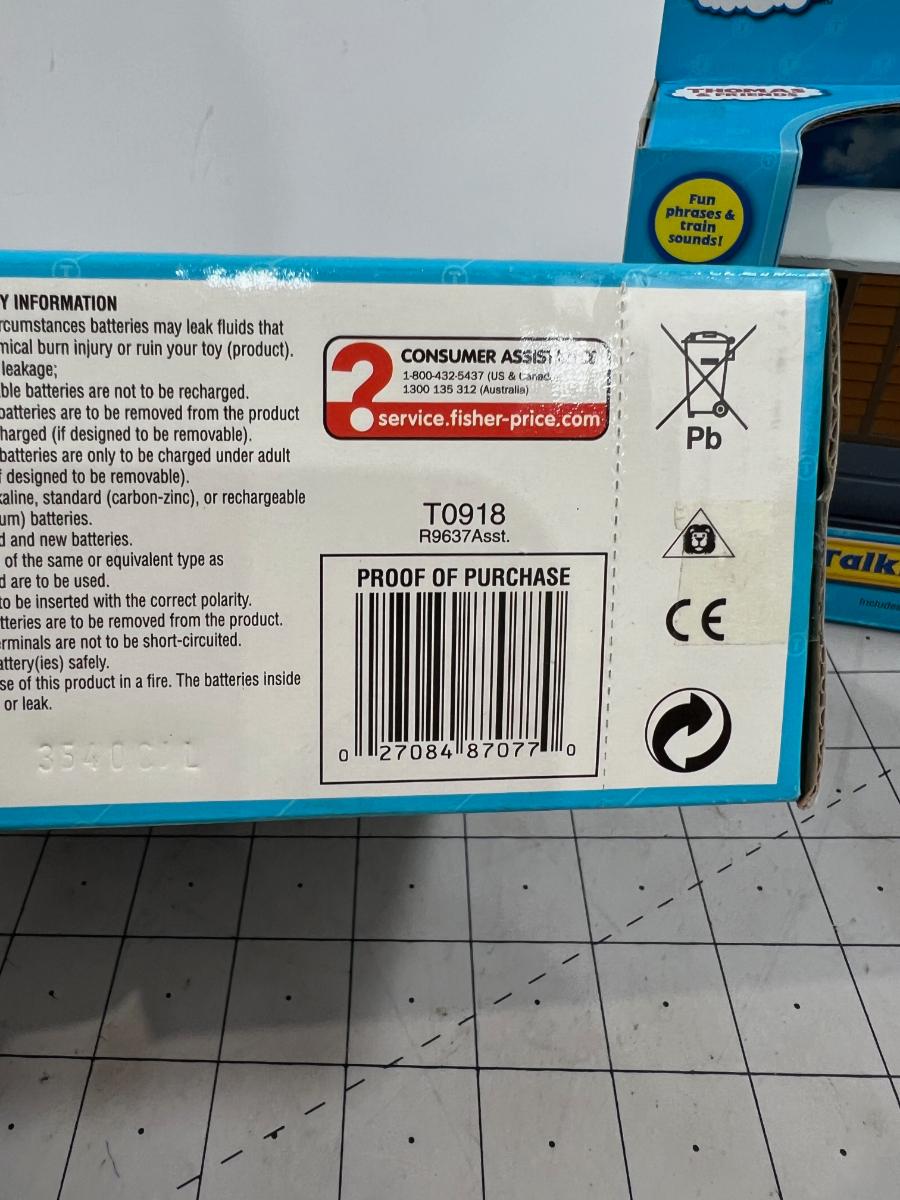 THOMAS
& FRIENDS
Fun
phrases &
train
sounds!
Y INFORMATION
rcumstances batteries may leak fluids that
mical burn injury or ruin your toy (product).
leakage;
ble batteries are not to be recharged.
batteries are to be removed from the product
harged (if designed to be removable).
batteries are only to be charged under adult
f designed to be removable).
kaline, standard (carbon-zinc), or rechargeable
um) batteries.
d and new batteries.
of the same or equivalent type as
d are to be used.
to be inserted with the correct polarity.
tteries are to be removed from the product.
erminals are not to be short-circuited.
attery(ies) safely.
se of this product in a fire. The batteries inside
or leak.
CONSUMER
1-800-432-5437 (US &
1300 135 312 (Australia)
service.fisher-price.com
T0918
R9637Asst.
PROOF OF PURCHASE
0 27084 87077 0
Pb
CE
Talk
Includes